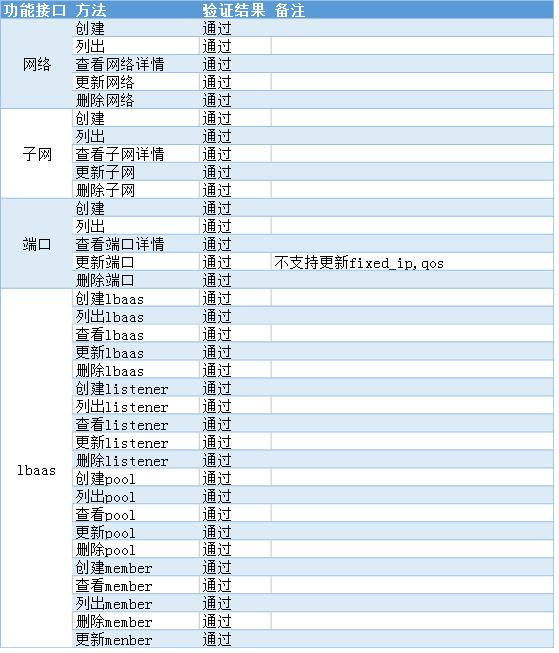 功能接口 方法 验证结果 备注
网络 创建 通过
列出 通过
查看网络详情 通过
更新网络 通过
删除网络 通过
子网 创建 通过
列出 通过
查看子网详情 通过
更新子网 通过
删除子网 通过
端口 创建 通过
列出 通过
查看端口详情 通过
更新端口 通过 不支持更新fixed_ip,qos
删除端口 通过
lbaas 创建lbaas 通过
列出lbaas 通过
查看lbaas 通过
更新lbaas 通过
删除lbaas 通过
创建listener 通过
列出listener 通过
查看listener 通过
更新listener 通过
删除listener 通过
创建pool 通过
列出pool 通过
查看pool 通过
更新pool 通过
删除pool 通过
创建member 通过
查看member 通过
列出member 通过
删除member 通过
更新menber 通过